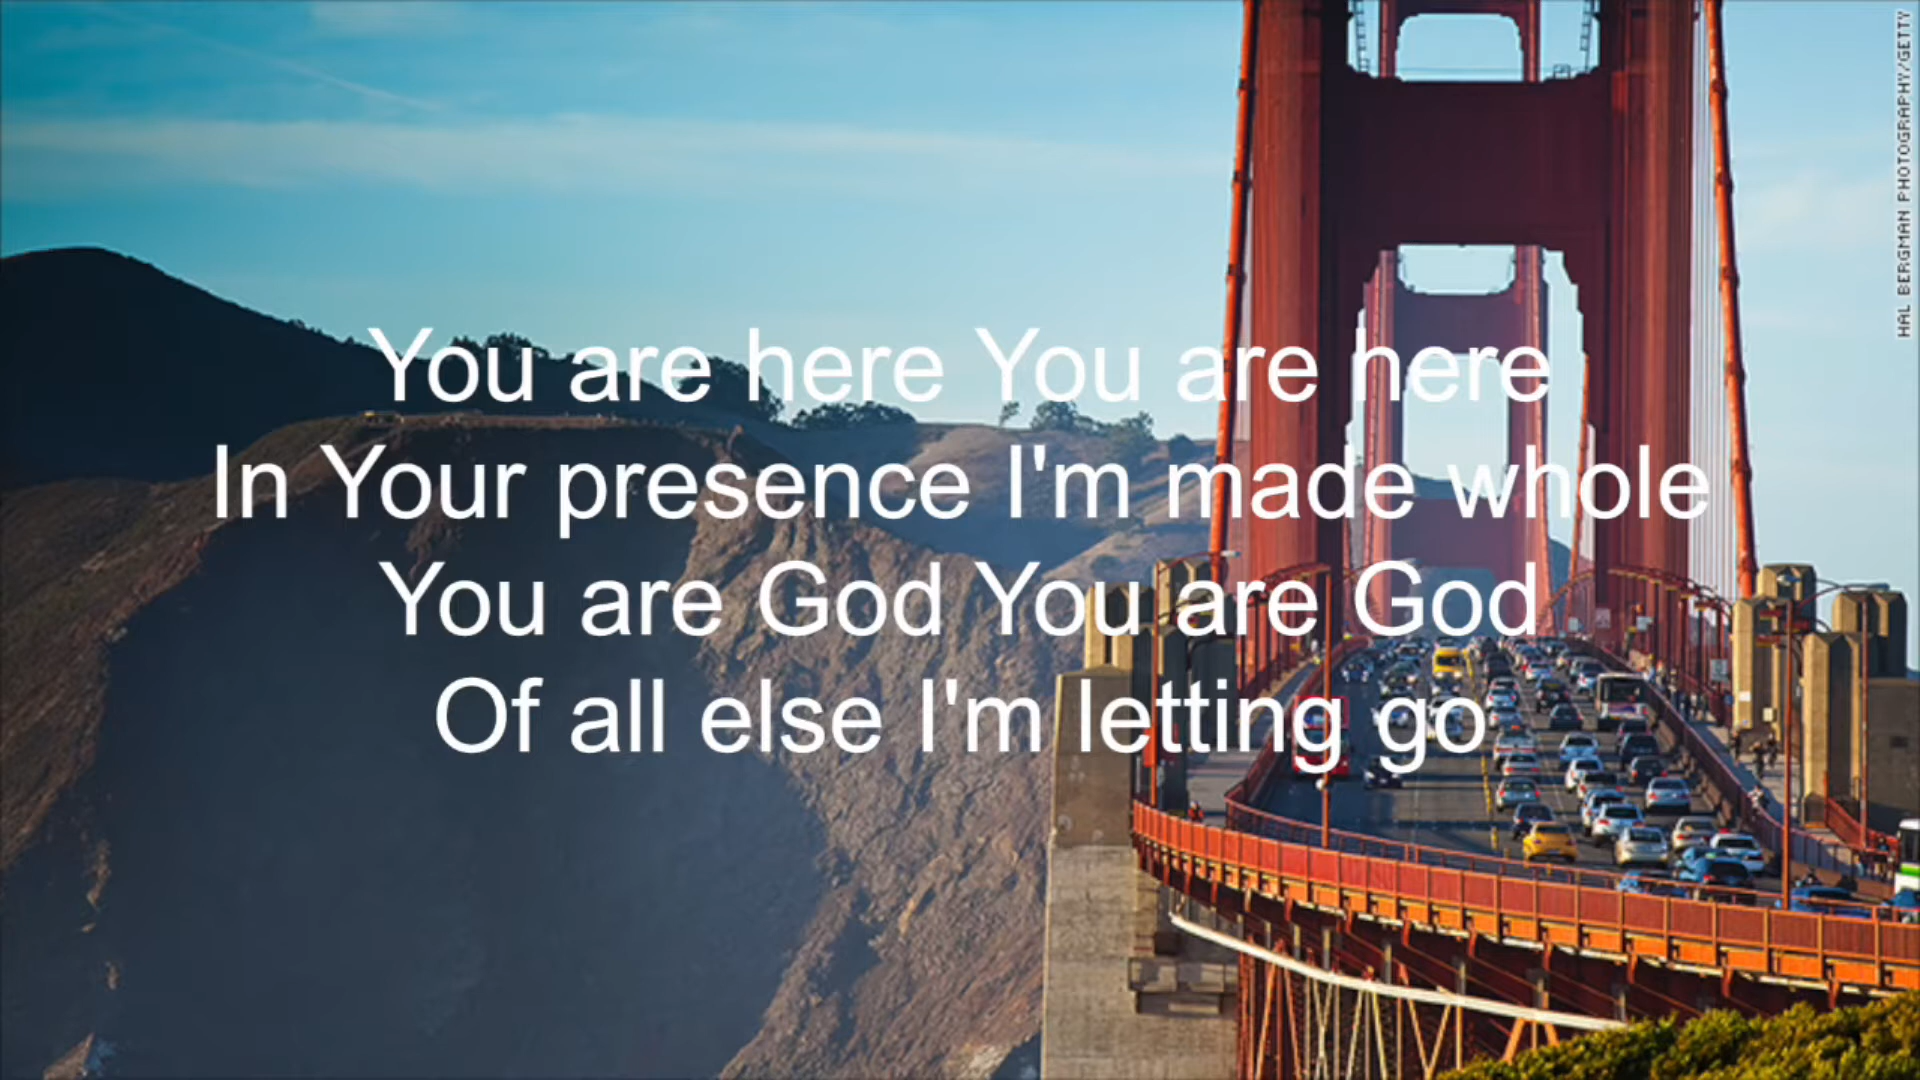 You are here You are here
In Your presence I'm made whole
You are God You are God
Of all else I'm letting go
HAL BERGMAN PHOTOGRAPHY/GETTY